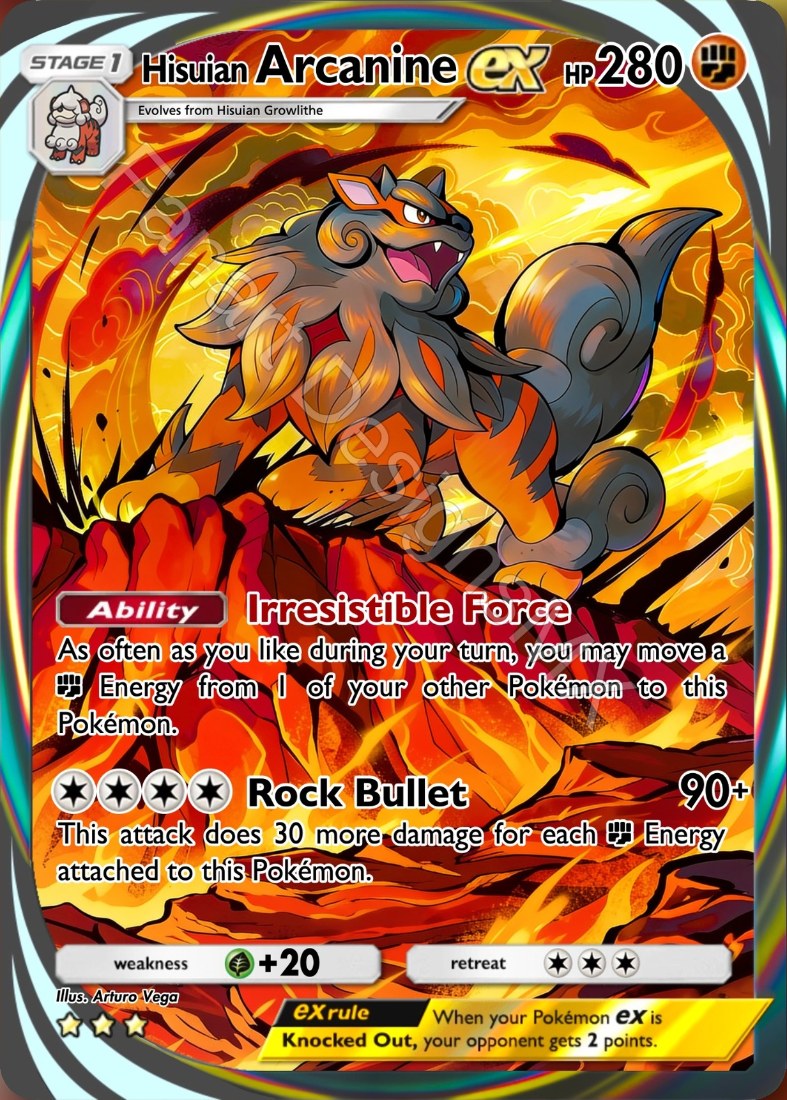 STAGE 1 Hisuian Arcanine ex HP 280
Evolves from Hisuian Growlithe
Fanart DesignsMX
Ability Irresistible Force
As often as you like during your turn, you may move a
Energy from 1 of your other Pokémon to this
Pokémon.
Rock Bullet 90+
This attack does 30 more damage for each Energy
attached to this Pokémon.
weakness +20 retreat
Illus. Arturo Vega
ex rule When your Pokémon ex is
Knocked Out, your opponent gets 2 points.